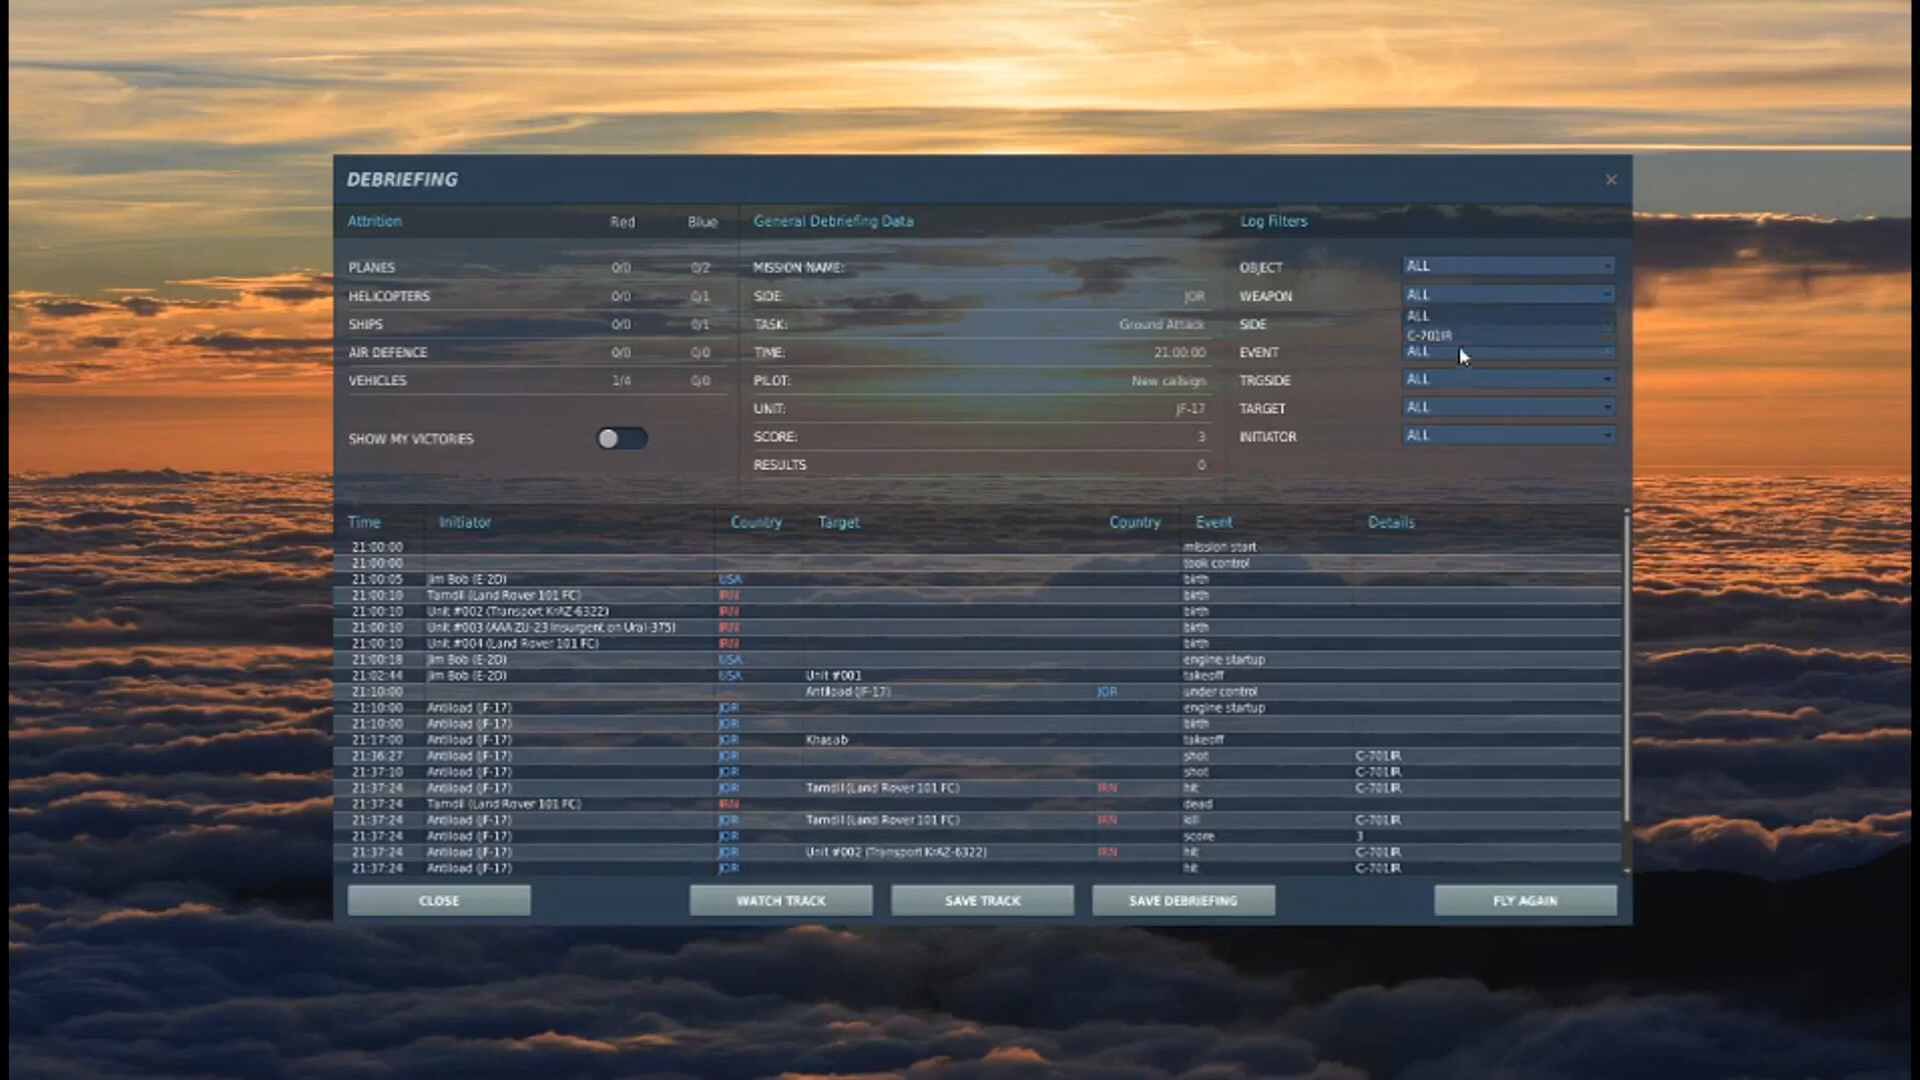 DEBRIEFING
Attrition Red Blue General Debriefing Data Log Filters
PLANES 0/0 0/2 MISSION NAME: OBJECT ALL
HELICOPTERS 0/0 0/1 SIDE: JOR WEAPON ALL
ALL
SHIPS 0/0 0/1 TASK: Ground Attack SIDE
C-701IR
AIR DEFENCE 0/0 0/0 TIME: 21:00:00 EVENT ALL
VEHICLES 1/4 0/0 PILOT: New callsign TRGSIDE ALL
UNIT: JF-17 TARGET ALL
SHOW MY VICTORIES SCORE: 3 INITIATOR ALL
RESULTS 0
Time Initiator Country Target Country Event Details
21:00:00 mission start
21:00:00 took control
21:00:05 Jim Bob (E-2D) USA birth
21:00:10 Tamdil (Land Rover 101 FC) IRN birth
21:00:10 Unit #002 (Transport KrAZ-6322) IRN birth
21:00:10 Unit #003 (AAA ZU-23 Insurgent on Ural-375) IRN birth
21:00:10 Unit #004 (Land Rover 101 FC) IRN birth
21:00:18 Jim Bob (E-2D) USA engine startup
21:02:44 Jim Bob (E-2D) USA Unit #001 takeoff
21:10:00 Antiload (JF-17) JOR under control
21:10:00 Antiload (JF-17) JOR engine startup
21:10:00 Antiload (JF-17) JOR birth
21:17:00 Antiload (JF-17) JOR Khasab takeoff
21:36:27 Antiload (JF-17) JOR shot C-701IR
21:37:10 Antiload (JF-17) JOR shot C-701IR
21:37:24 Antiload (JF-17) JOR Tamdil (Land Rover 101 FC) IRN hit C-701IR
21:37:24 Tamdil (Land Rover 101 FC) IRN dead
21:37:24 Antiload (JF-17) JOR Tamdil (Land Rover 101 FC) IRN kill C-701IR
21:37:24 Antiload (JF-17) JOR score 3
21:37:24 Antiload (JF-17) JOR Unit #002 (Transport KrAZ-6322) IRN hit C-701IR
21:37:24 Antiload (JF-17) JOR hit C-701IR
CLOSE WATCH TRACK SAVE TRACK SAVE DEBRIEFING FLY AGAIN